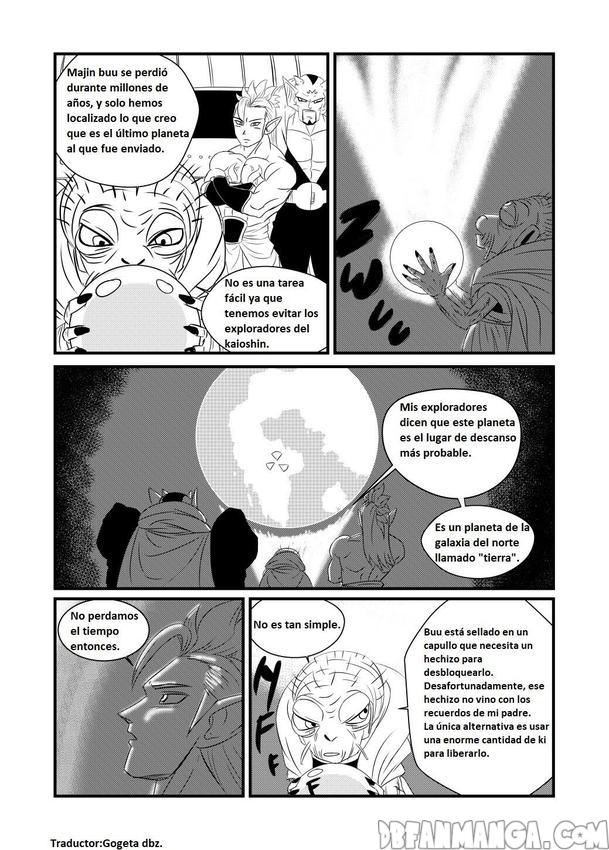 Majin buu se perdió
durante millones de
años, y solo hemos
localizado lo que creo
que es el último planeta
al que fue enviado.
No es una tarea
fácil ya que
tenemos evitar los
exploradores del
kaioshin.
ZWUU
Mis exploradores
dicen que este planeta
es el lugar de descanso
más probable.
Es un planeta de la
galaxia del norte
llamado "tierra".
No perdamos
el tiempo
entonces.
No es tan simple.
HFF
Buu está sellado en un
capullo que necesita un
hechizo para
desbloquearlo.
Desafortunadamente, ese
hechizo no vino con los
recuerdos de mi padre.
La única alternativa es usar
una enorme cantidad de ki
para liberarlo.
Traductor:Gogeta dbz.
DBFANMANGA.COM